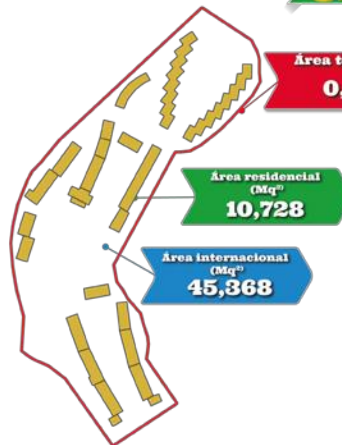 Área
0,
Área residencial
(Mq²)
10,728
Área internacional
(Mq²)
45,368